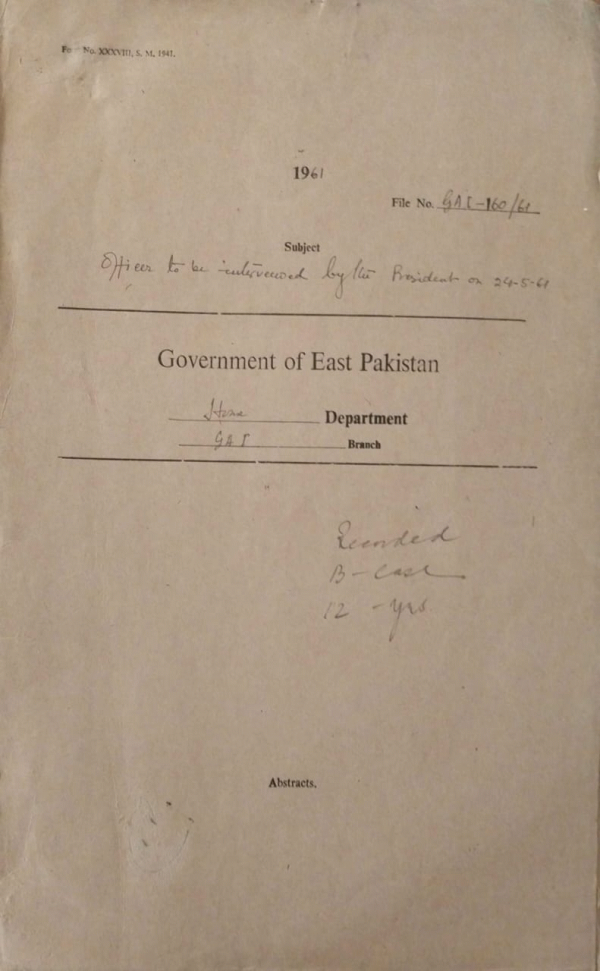 No. XXXVIII, S. M. 1941.
1961
File No. GAI-160/61
Subject
Officer to be interviewed by the President on 24-5-61
Government of East Pakistan
Home Department
GAI Branch
Recorded
B-Case
12-yrs
Abstracts.